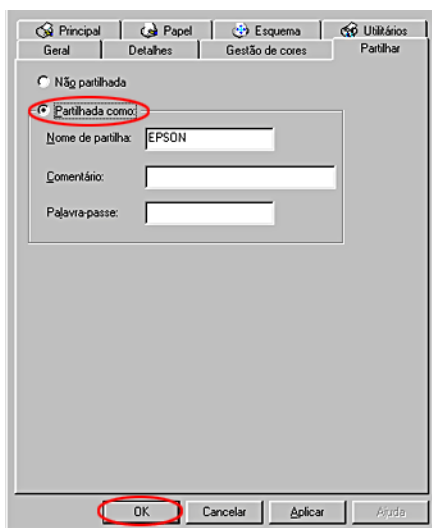 Principal Papel Esquema Utilitários
Geral Detalhes Gestão de cores Partilhar
Não partilhada
Partilhada como:
Nome de partilha: EPSON
Comentário:
Palavra-passe:
OK Cancelar Aplicar Ajuda